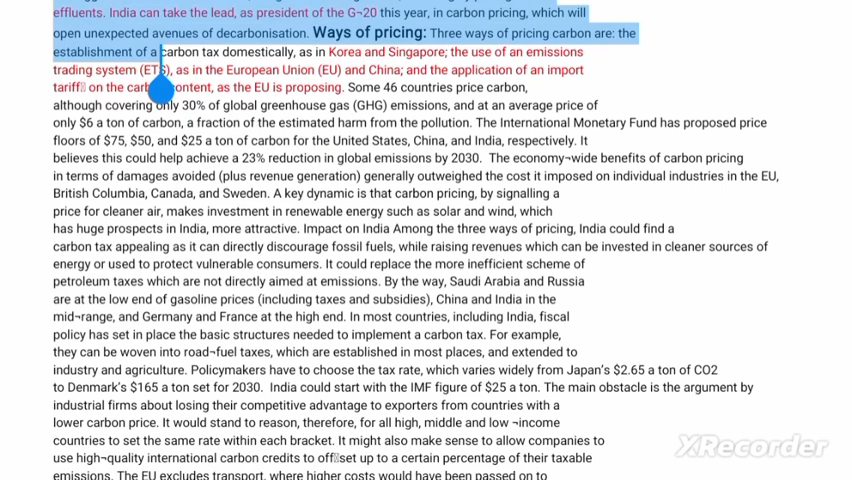 effluents. India can take the lead, as president of the G¬20 this year, in carbon pricing, which will
open unexpected avenues of decarbonisation. Ways of pricing: Three ways of pricing carbon are: the
establishment of a carbon tax domestically, as in Korea and Singapore; the use of an emissions
trading system (ETS), as in the European Union (EU) and China; and the application of an import
tariff on the carbon content, as the EU is proposing. Some 46 countries price carbon,
although covering only 30% of global greenhouse gas (GHG) emissions, and at an average price of
only $6 a ton of carbon, a fraction of the estimated harm from the pollution. The International Monetary Fund has proposed price
floors of $75, $50, and $25 a ton of carbon for the United States, China, and India, respectively. It
believes this could help achieve a 23% reduction in global emissions by 2030. The economy¬wide benefits of carbon pricing
in terms of damages avoided (plus revenue generation) generally outweighed the cost it imposed on individual industries in the EU,
British Columbia, Canada, and Sweden. A key dynamic is that carbon pricing, by signalling a
price for cleaner air, makes investment in renewable energy such as solar and wind, which
has huge prospects in India, more attractive. Impact on India Among the three ways of pricing, India could find a
carbon tax appealing as it can directly discourage fossil fuels, while raising revenues which can be invested in cleaner sources of
energy or used to protect vulnerable consumers. It could replace the more inefficient scheme of
petroleum taxes which are not directly aimed at emissions. By the way, Saudi Arabia and Russia
are at the low end of gasoline prices (including taxes and subsidies), China and India in the
mid¬range, and Germany and France at the high end. In most countries, including India, fiscal
policy has set in place the basic structures needed to implement a carbon tax. For example,
they can be woven into road¬fuel taxes, which are established in most places, and extended to
industry and agriculture. Policymakers have to choose the tax rate, which varies widely from Japan's $2.65 a ton of CO2
to Denmark's $165 a ton set for 2030. India could start with the IMF figure of $25 a ton. The main obstacle is the argument by
industrial firms about losing their competitive advantage to exporters from countries with a
lower carbon price. It would stand to reason, therefore, for all high, middle and low ¬income
countries to set the same rate within each bracket. It might also make sense to allow companies to
use high¬quality international carbon credits to offset up to a certain percentage of their taxable
emissions. The EU excludes transport, where higher costs would have been passed on to
XRecorder